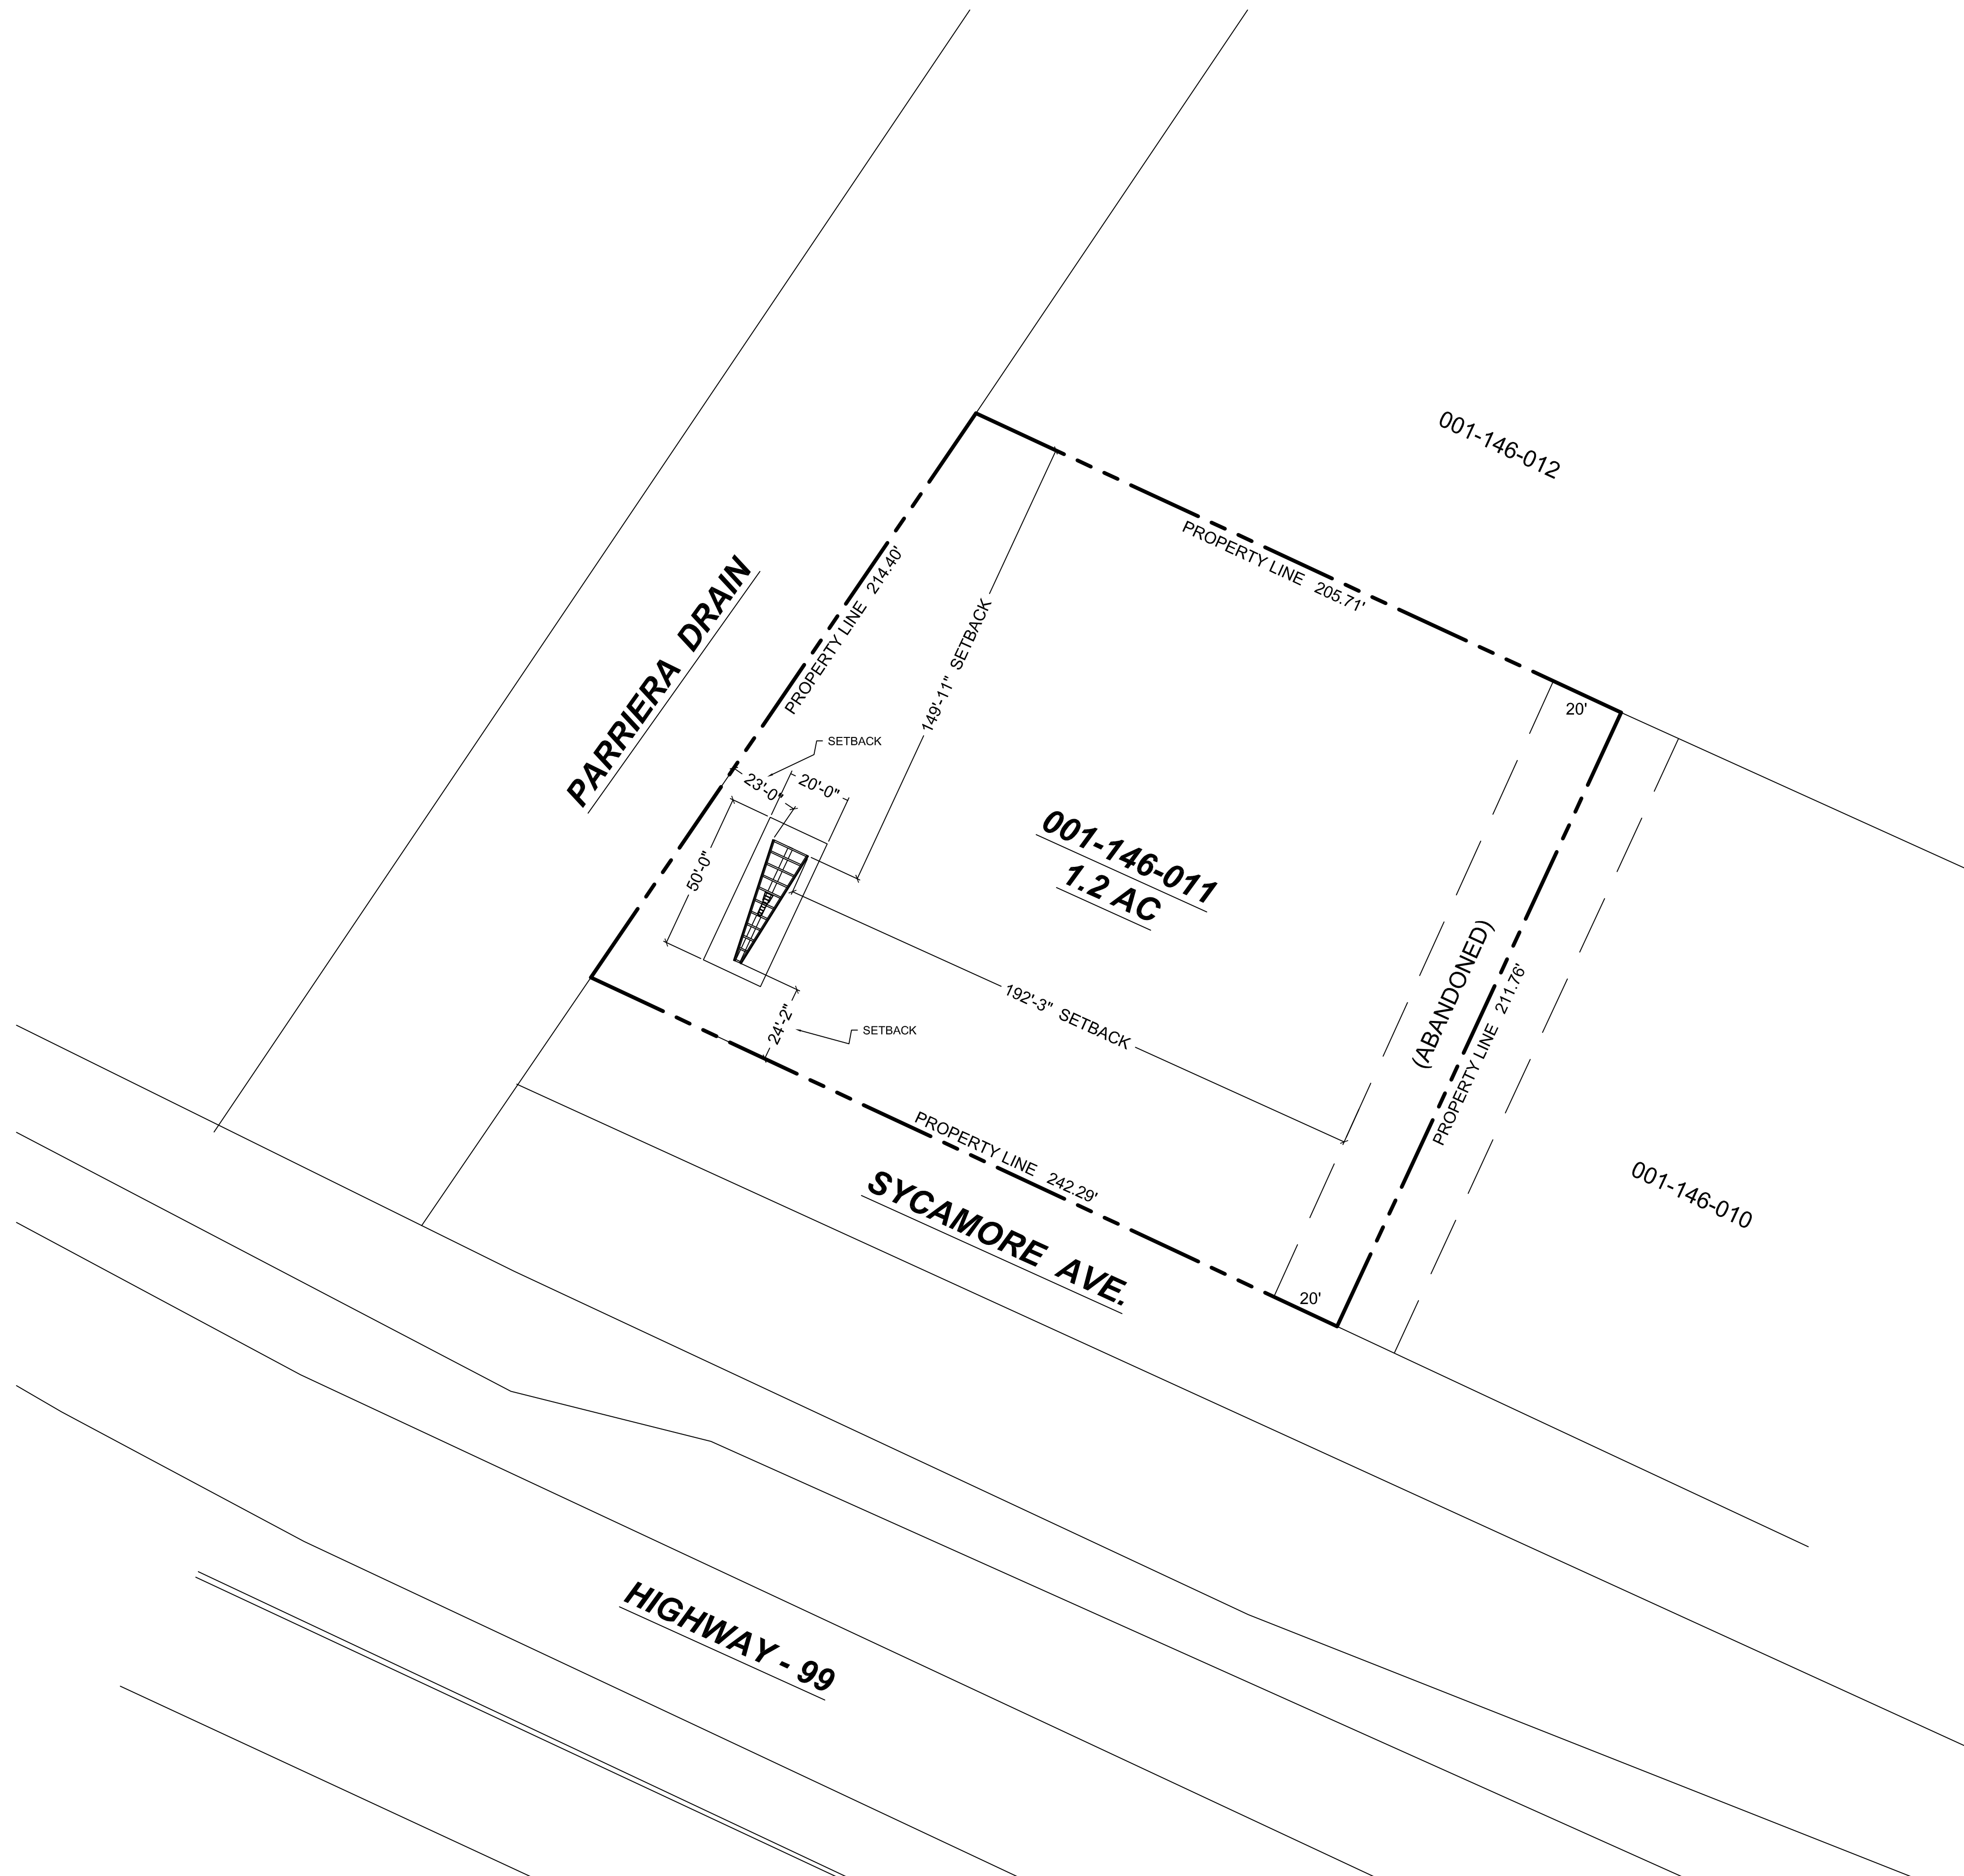 001-146-012
PROPERTY LINE 205.71'
PROPERTY LINE 214.40'
PARRIERA DRAIN
149'-11" SETBACK
20'
SETBACK
23'-0"
20'-0"
50'-0"
001-146-011
1.2 AC
(ABANDONED)
PROPERTY LINE 211.76'
192'-3" SETBACK
24'-2"
SETBACK
PROPERTY LINE 242.29'
SYCAMORE AVE.
001-146-010
20'
HIGHWAY - 99